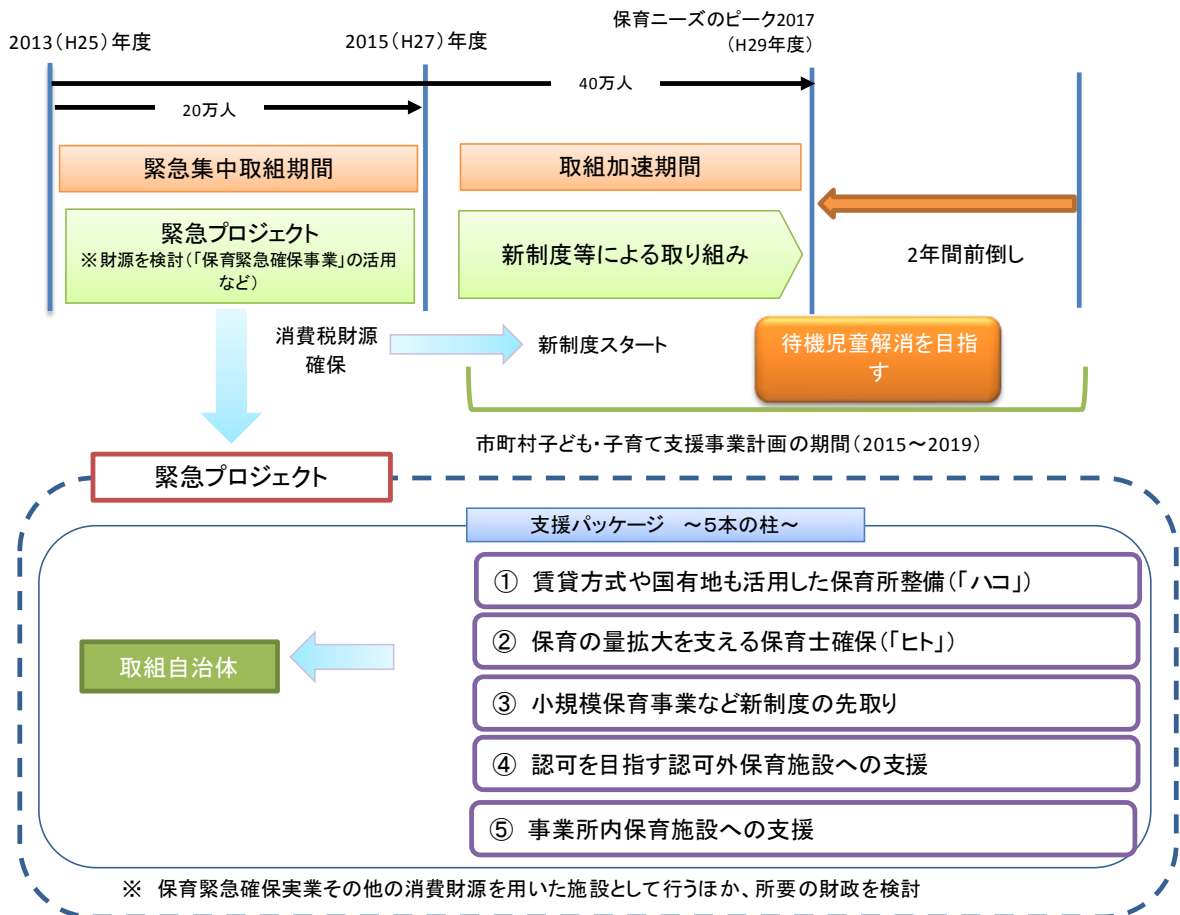 保育ニーズのピーク2017
(H29年度)
2013(H25)年度
2015(H27)年度
40万人
20万人
緊急集中取組期間
取組加速期間
緊急プロジェクト
※財源を検討(「保育緊急確保事業」の活用
など)
新制度等による取り組み
2年間前倒し
消費税財源
確保
新制度スタート
待機児童解消を目指
す
市町村子ども・子育て支援事業計画の期間(2015～2019)
緊急プロジェクト
支援パッケージ　～5本の柱～
① 賃貸方式や国有地も活用した保育所整備(「ハコ」)
② 保育の量拡大を支える保育士確保(「ヒト」)
取組自治体
③ 小規模保育事業など新制度の先取り
④ 認可を目指す認可外保育施設への支援
⑤ 事業所内保育施設への支援
※　保育緊急確保実業その他の消費財源を用いた施設として行うほか、所要の財政を検討